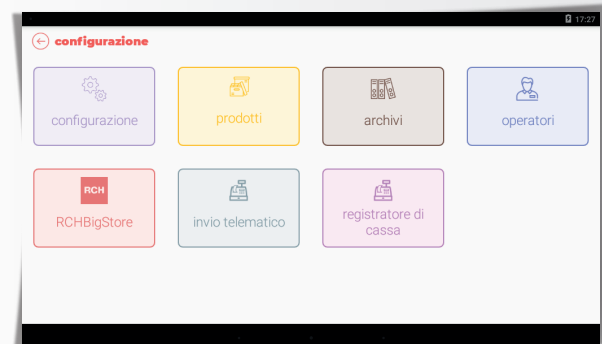 17:27
configurazione
configurazione
prodotti
archivi
operatori
RCH
RCHBigStore
invio telematico
registratore di
cassa